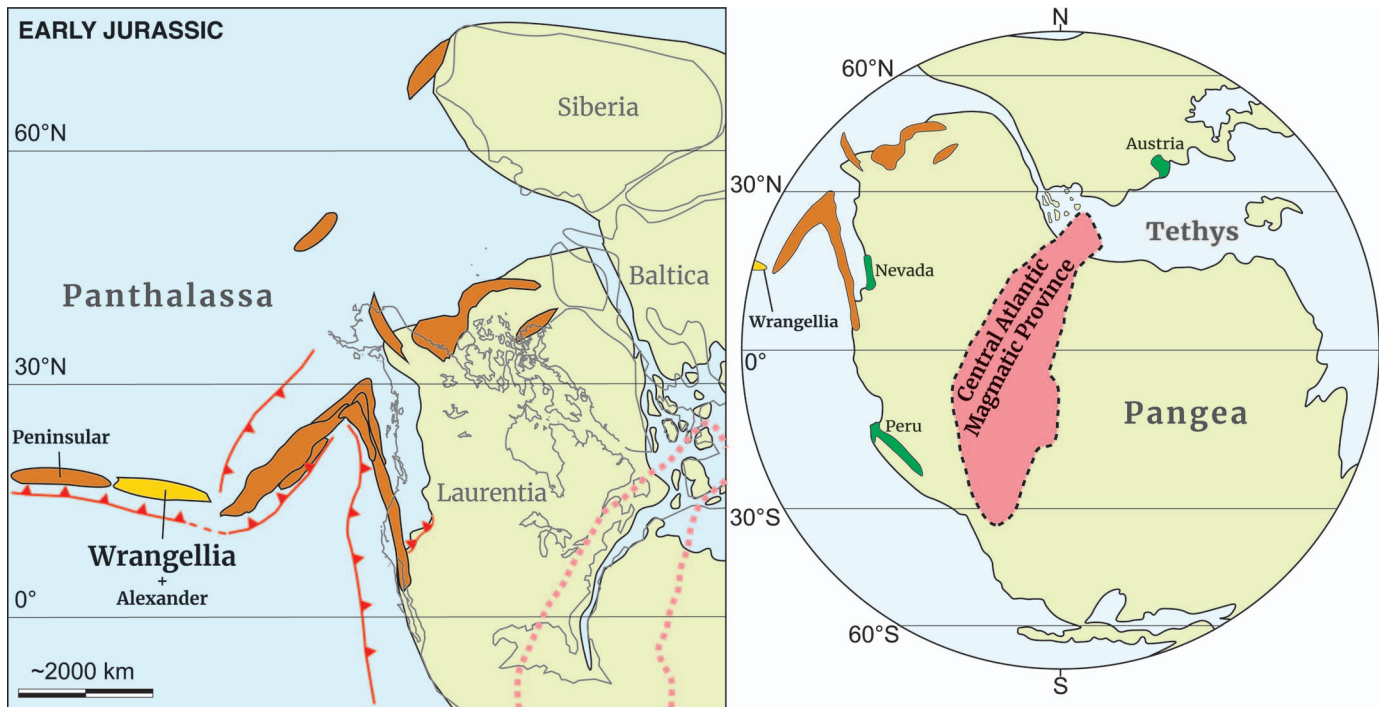 EARLY JURASSIC
Siberia
60°N
Baltica
Panthalassa
30°N
Peninsular
Laurentia
Wrangellia
+
Alexander
0°
~2000 km
N
60°N
Austria
30°N
Tethys
Nevada
Wrangellia
Central Atlantic
Magmatic Province
0°
Pangea
Peru
30°S
60°S
S